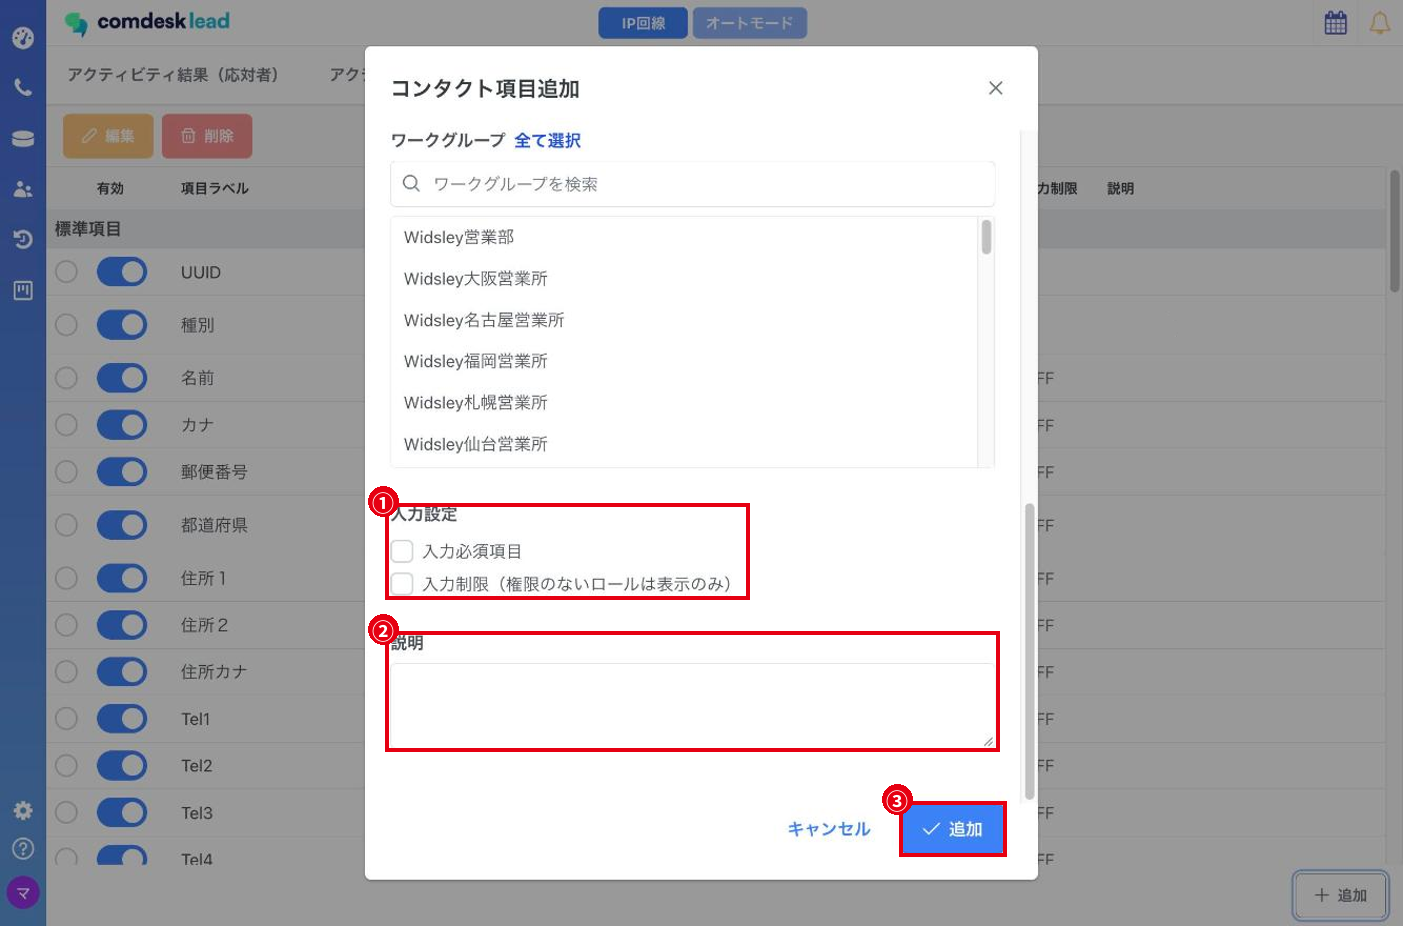 comdesk lead
IP回線
オートモード
アクティビティ結果（応対者）
アク
編集
削除
有効
項目ラベル
力制限
説明
標準項目
UUID
種別
名前
FF
カナ
FF
郵便番号
FF
都道府県
FF
住所１
FF
住所２
FF
住所カナ
FF
Tel1
FF
Tel2
FF
Tel3
FF
Tel4
FF
マ
追加
コンタクト項目追加
ワークグループ 全て選択
ワークグループを検索
Widsley営業部
Widsley大阪営業所
Widsley名古屋営業所
Widsley福岡営業所
Widsley札幌営業所
Widsley仙台営業所
1
入力設定
入力必須項目
入力制限（権限のないロールは表示のみ）
2
説明
3
キャンセル
追加